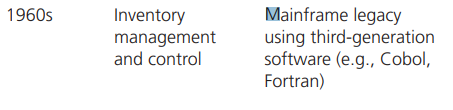 1960s Inventory Mainframe legacy
management using third-generation
and control software (e.g., Cobol,
Fortran)